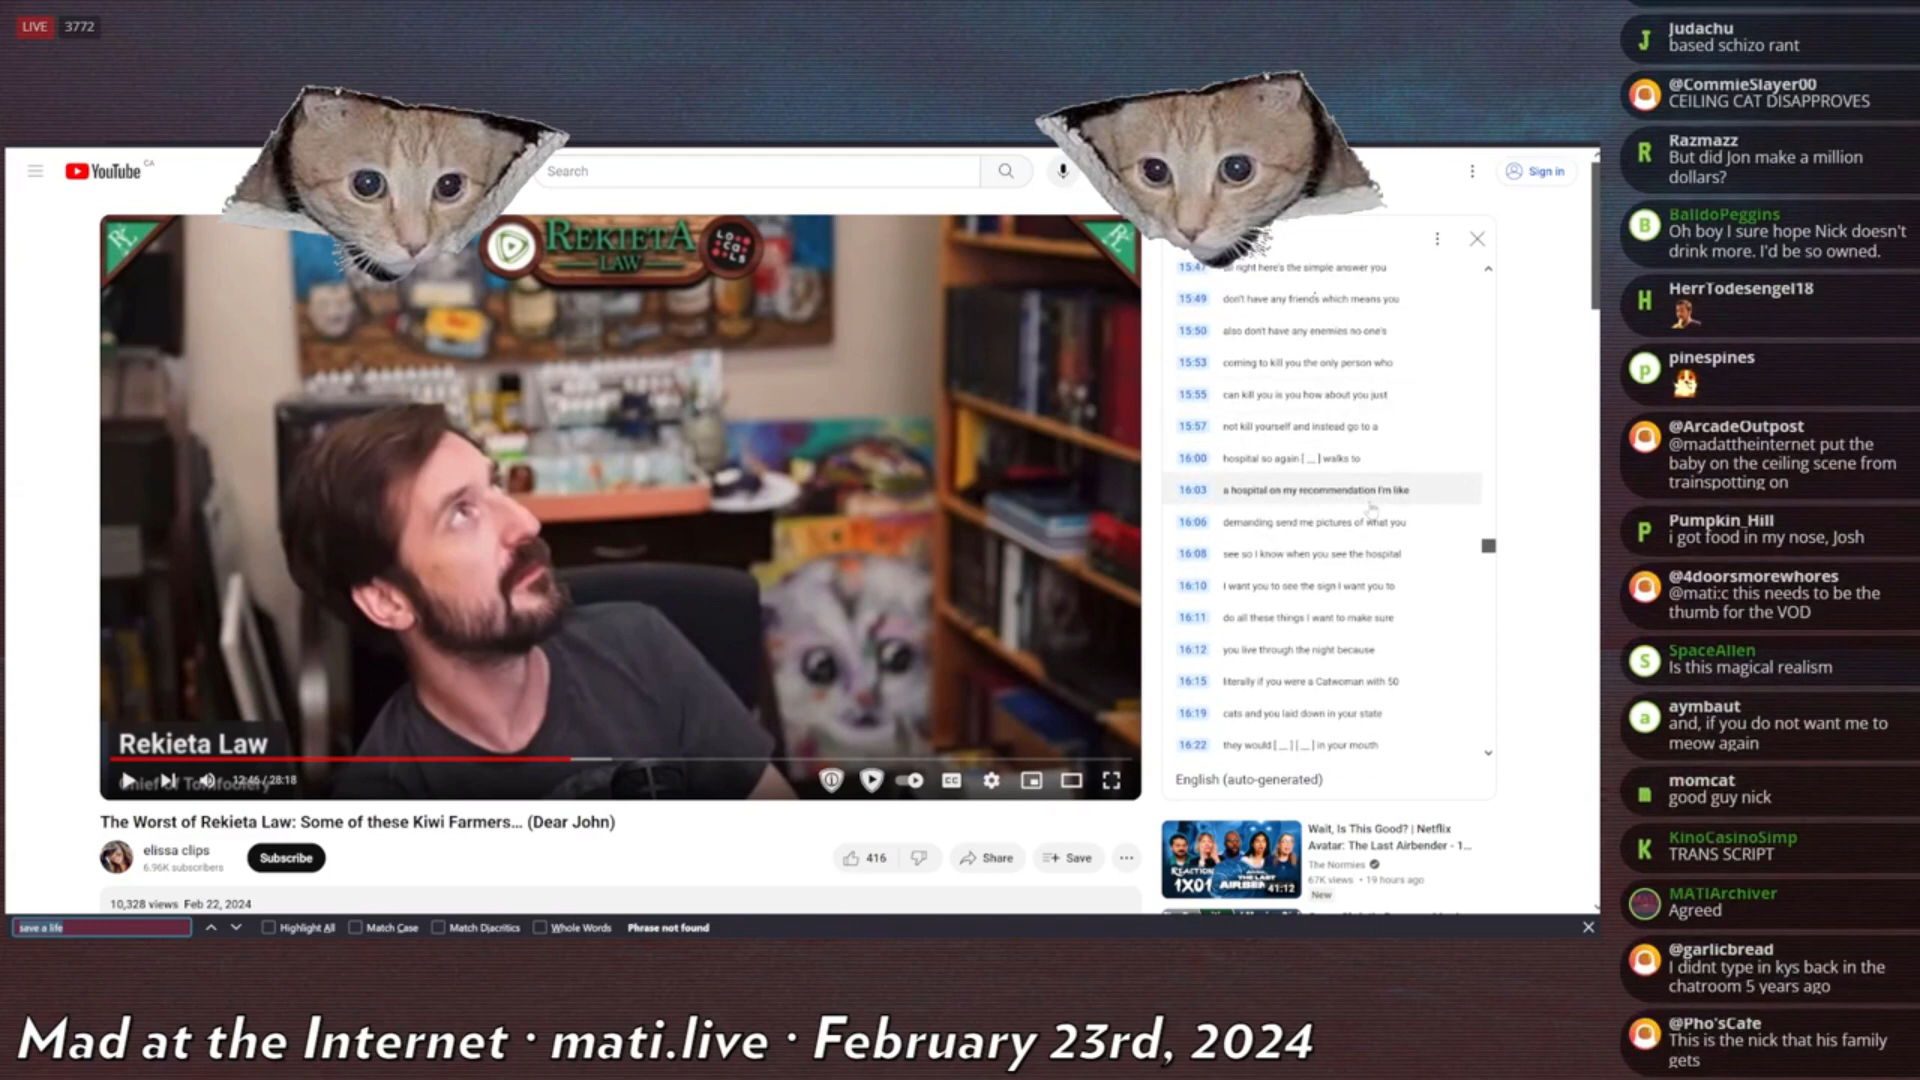 LIVE 3772
YouTube CA
Search
Sign in
REKIETA
LAW
LO
CA
LS
RL
RL
Rekieta Law
Chief of Tomfoolery
12:46 / 28:18
CC
15:47 all right here's the simple answer you
15:49 don't have any friends which means you
15:50 also don't have any enemies no one's
15:53 coming to kill you the only person who
15:55 can kill you is you how about you just
15:57 not kill yourself and instead go to a
16:00 hospital so again [ __ ] walks to
16:03 a hospital on my recommendation I'm like
16:06 demanding send me pictures of what you
16:08 see so I know when you see the hospital
16:10 I want you to see the sign I want you to
16:11 do all these things I want to make sure
16:12 you live through the night because
16:15 literally if you were a Catwoman with 50
16:19 cats and you laid down in your state
16:22 they would [ __ ] [ __ ] in your mouth
English (auto-generated)
The Worst of Rekieta Law: Some of these Kiwi Farmers... (Dear John)
elissa clips
6.96K subscribers
Subscribe
416
Share
Save
10,328 views Feb 22, 2024
Wait, Is This Good? | Netflix
Avatar: The Last Airbender - 1...
The Normies
67K views • 19 hours ago
New
REACTION
1X01
41:12
save a life
Highlight All
Match Case
Match Diacritics
Whole Words
Phrase not found
Mad at the Internet · mati.live · February 23rd, 2024
J
Judachu
based schizo rant
@CommieSlayer00
CEILING CAT DISAPPROVES
R
Razmazz
But did Jon make a million
dollars?
B
BalldoPeggins
Oh boy I sure hope Nick doesn't
drink more. I'd be so owned.
H
HerrTodesengel18
p
pinespines
@ArcadeOutpost
@madattheinternet put the
baby on the ceiling scene from
trainspotting on
P
Pumpkin_Hill
i got food in my nose, Josh
@4doorsmorewhores
@mati:c this needs to be the
thumb for the VOD
S
SpaceAllen
Is this magical realism
a
aymbaut
and, if you do not want me to
meow again
m
momcat
good guy nick
K
KinoCasinoSimp
TRANS SCRIPT
MATIArchiver
Agreed
@garlicbread
I didnt type in kys back in the
chatroom 5 years ago
@Pho'sCafe
This is the nick that his family
gets